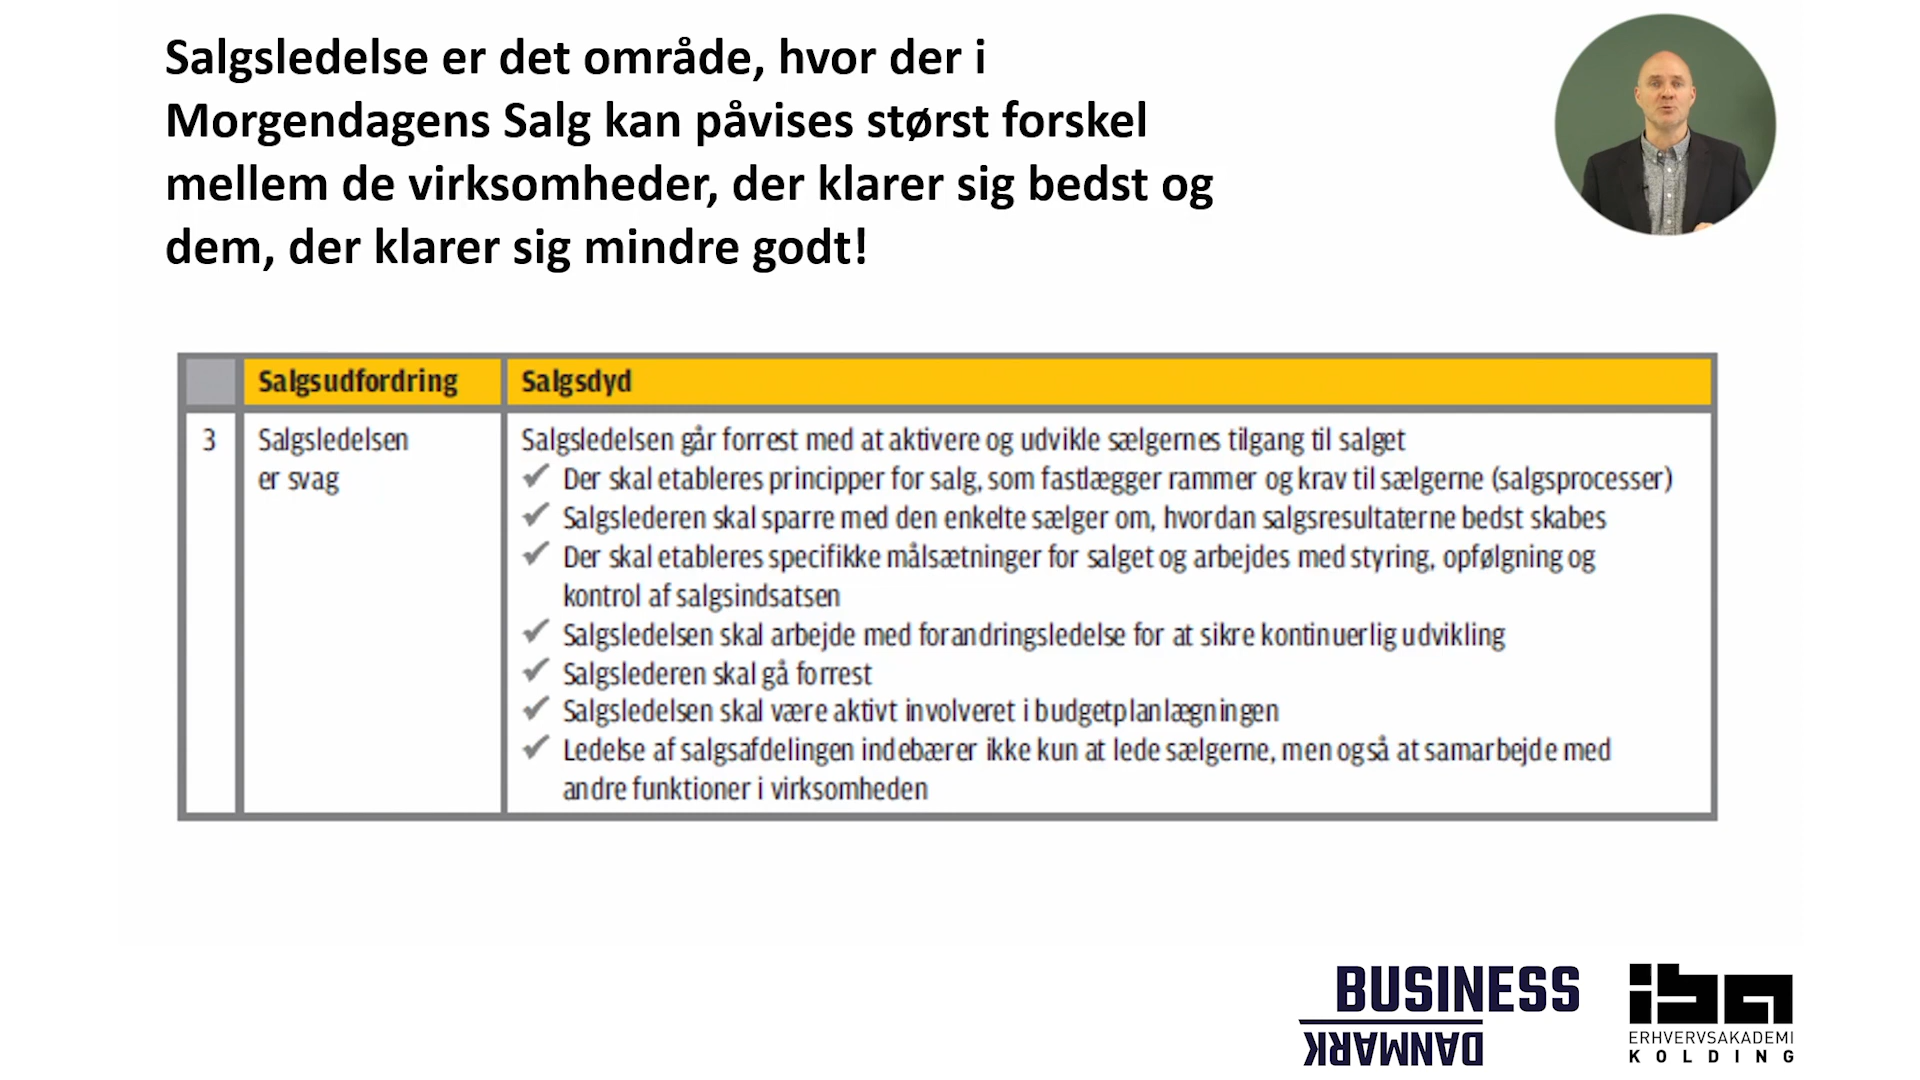 Salgsledelse er det område, hvor der i
Morgendagens Salg kan påvises størst forskel
mellem de virksomheder, der klarer sig bedst og
dem, der klarer sig mindre godt!
Salgsudfordring Salgsdyd
3 Salgsledelsen
er svag
Salgsledelsen går forrest med at aktivere og udvikle sælgernes tilgang til salget
✓ Der skal etableres principper for salg, som fastlægger rammer og krav til sælgerne (salgsprocesser)
✓ Salgslederen skal sparre med den enkelte sælger om, hvordan salgsresultaterne bedst skabes
✓ Der skal etableres specifikke målsætninger for salget og arbejdes med styring, opfølgning og
kontrol af salgsindsatsen
✓ Salgsledelsen skal arbejde med forandringsledelse for at sikre kontinuerlig udvikling
✓ Salgslederen skal gå forrest
✓ Salgsledelsen skal være aktivt involveret i budgetplanlægningen
✓ Ledelse af salgsafdelingen indebærer ikke kun at lede sælgerne, men også at samarbejde med
andre funktioner i virksomheden
BUSINESS
DANMARK
iba
ERHVERVSAKADEMI
KOLDING